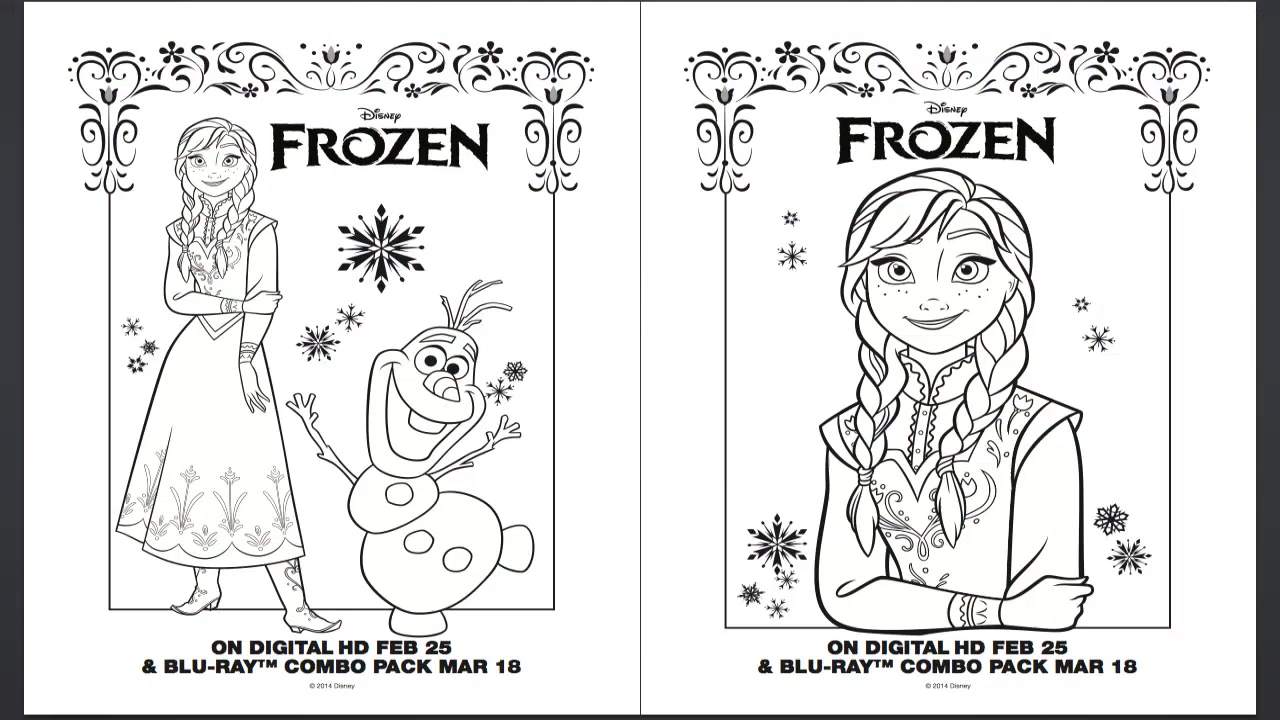 Disney
FROZEN
ON DIGITAL HD FEB 25
& BLU-RAY™ COMBO PACK MAR 18
© 2014 Disney
Disney
FROZEN
ON DIGITAL HD FEB 25
& BLU-RAY™ COMBO PACK MAR 18
© 2014 Disney